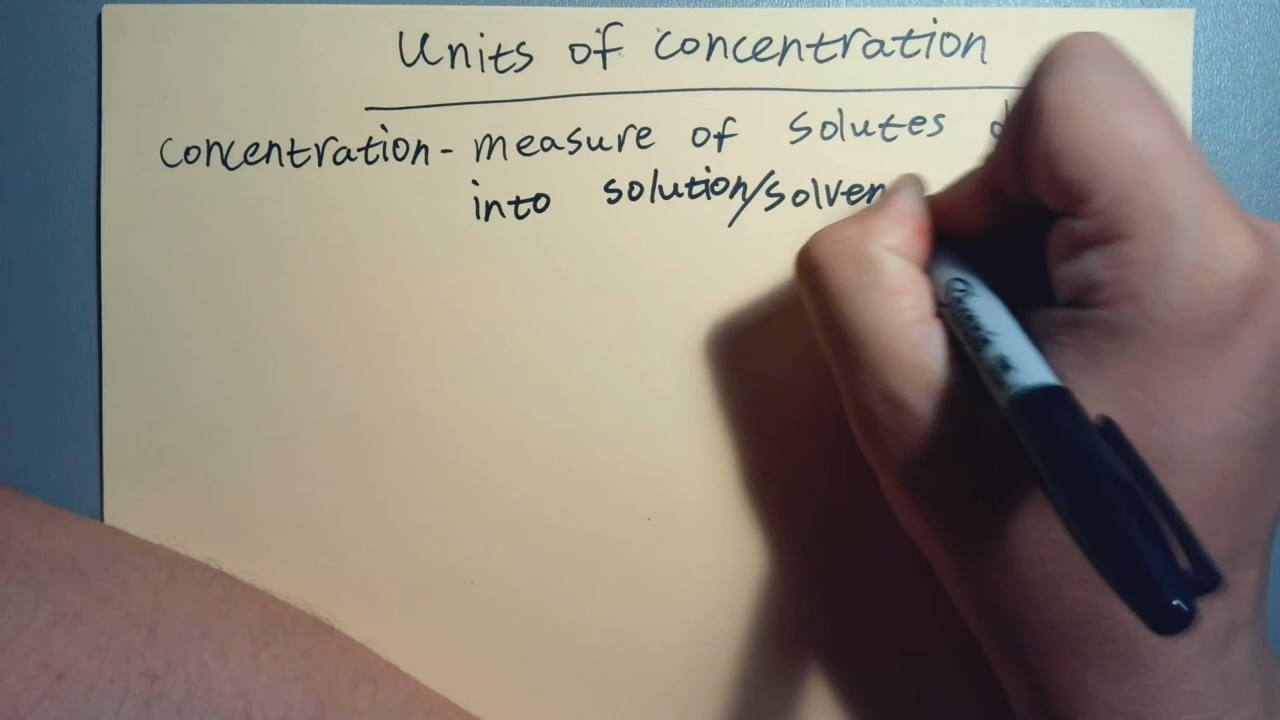 Units of concentration
concentration - measure of solutes
into solution/solven